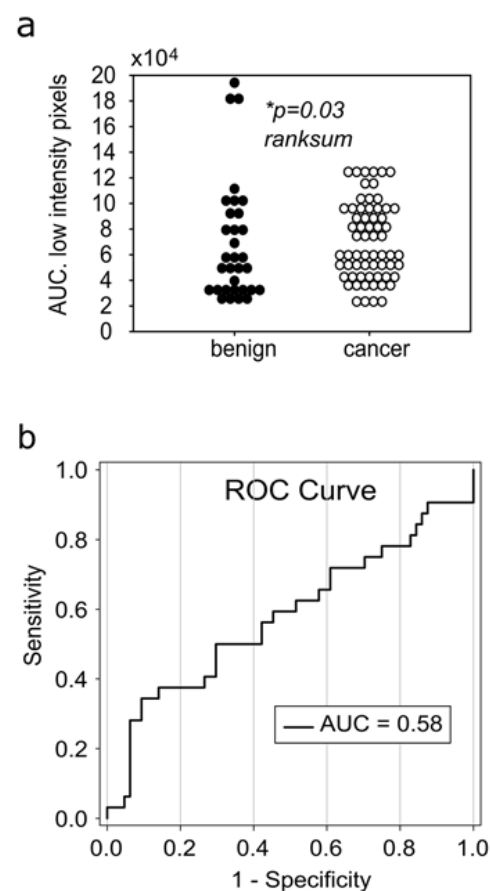 a
x10⁴
20
18
16
14
12
10
8
6
4
2
0
AUC. low intensity pixels
*p=0.03
ranksum
benign cancer
b
ROC Curve
1.0
0.8
0.6
0.4
0.2
0.0
Sensitivity
AUC = 0.58
0.0 0.2 0.4 0.6 0.8 1.0
1 - Specificity